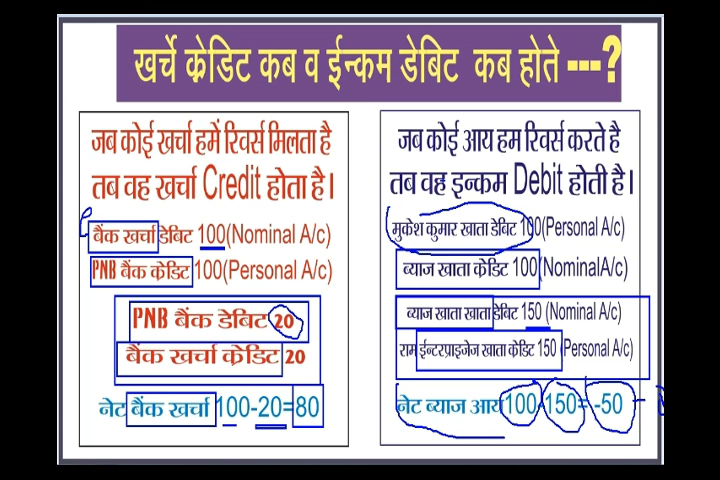 खर्चे क्रेडिट कब व ईन्कम डेबिट कब होते ---?
जब कोई खर्चा हमें रिवर्स मिलता है
तब वह खर्चा Credit होता है।
बैंक खर्चा डेबिट 100(Nominal A/c)
PNB बैंक क्रेडिट 100(Personal A/c)
PNB बैंक डेबिट 20
बैंक खर्चा क्रेडिट 20
नेट बैंक खर्चा 100-20=80
जब कोई आय हम रिवर्स करते है
तब वह इन्कम Debit होती है।
मुकेश कुमार खाता डेबिट 100(Personal A/c)
ब्याज खाता क्रेडिट 100(NominalA/c)
ब्याज खाता खाता डेबिट 150 (Nominal A/c)
राम ईन्टरप्राइजेज खाता क्रेडिट 150 (Personal A/c)
नेट ब्याज आय 100-150= -50